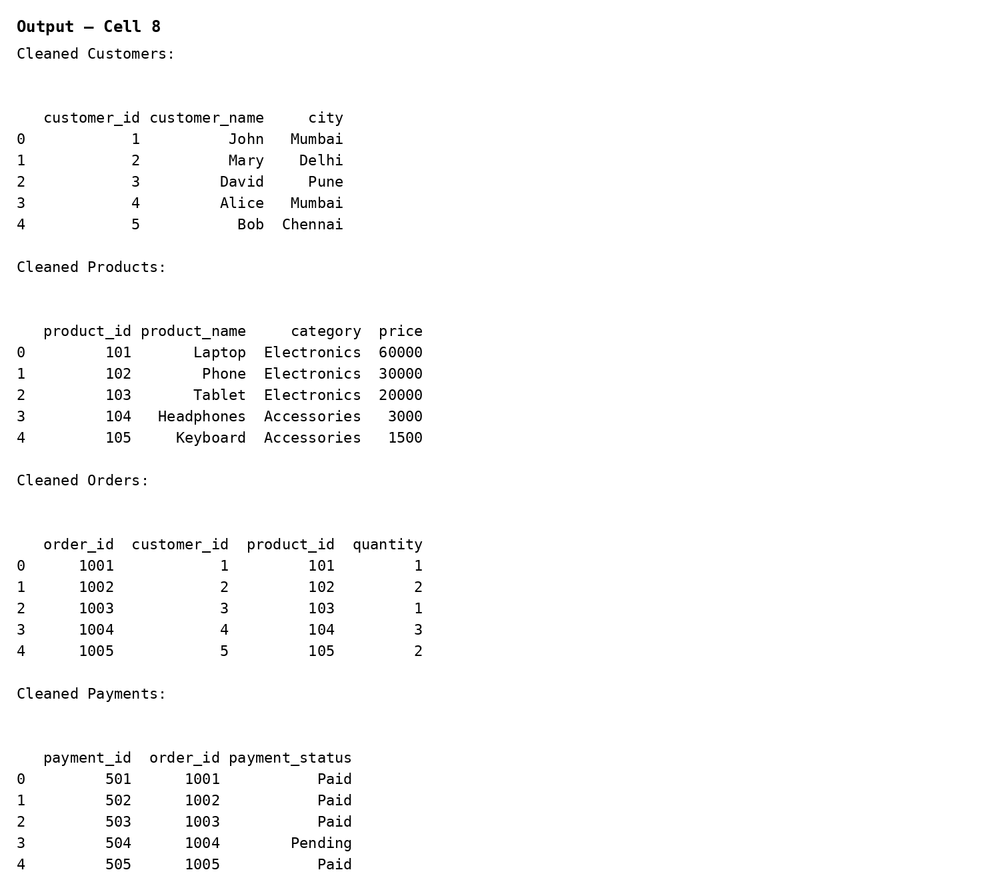 Output — Cell 8
Cleaned Customers:
   customer_id customer_name     city
0            1          John   Mumbai
1            2          Mary    Delhi
2            3         David     Pune
3            4         Alice   Mumbai
4            5           Bob  Chennai
Cleaned Products:
   product_id product_name     category  price
0         101       Laptop  Electronics  60000
1         102        Phone  Electronics  30000
2         103       Tablet  Electronics  20000
3         104   Headphones  Accessories   3000
4         105     Keyboard  Accessories   1500
Cleaned Orders:
   order_id  customer_id  product_id  quantity
0      1001            1         101         1
1      1002            2         102         2
2      1003            3         103         1
3      1004            4         104         3
4      1005            5         105         2
Cleaned Payments:
   payment_id  order_id payment_status
0         501      1001           Paid
1         502      1002           Paid
2         503      1003           Paid
3         504      1004        Pending
4         505      1005           Paid